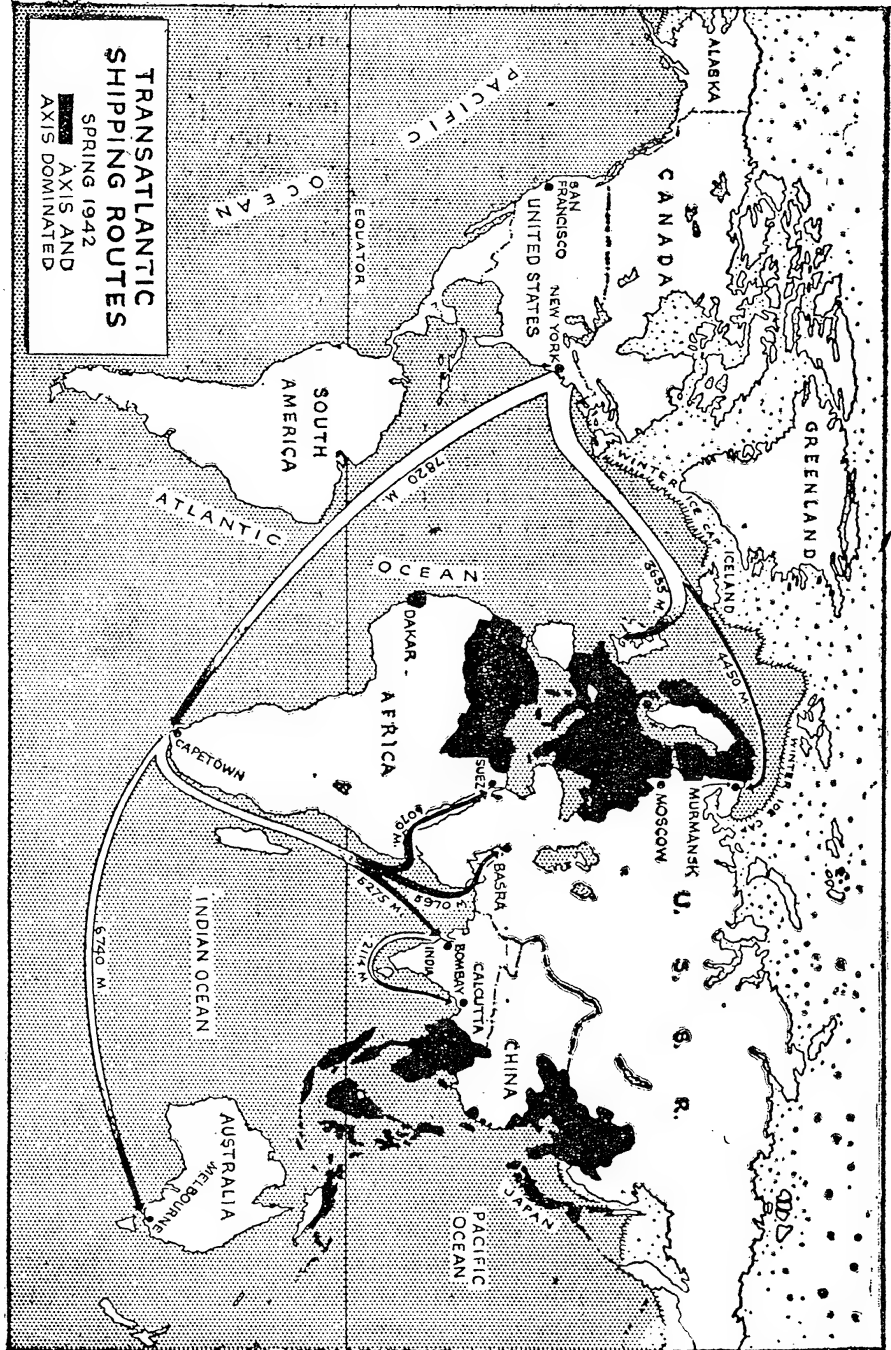 TRANSATLANTIC
SHIPPING ROUTES
SPRING 1942
AXIS AND
AXIS DOMINATED
ALASKA
CANADA
GREENLAND
PACIFIC
OCEAN
SAN
FRANCISCO
UNITED STATES
NEW YORK
WINTER ICE CAP
ICELAND
WINTER ICE CAP
3655 M.
4450 M.
MURMANSK
MOSCOW
U. S. S. R.
EQUATOR
SOUTH
AMERICA
ATLANTIC
OCEAN
7820 M.
DAKAR
AFRICA
SUEZ
BASRA
CAPETOWN
5970 M.
5275 M.
INDIA
BOMBAY
CALCUTTA
CHINA
JAPAN
PACIFIC
OCEAN
INDIAN OCEAN
6740 M.
AUSTRALIA
MELBOURNE